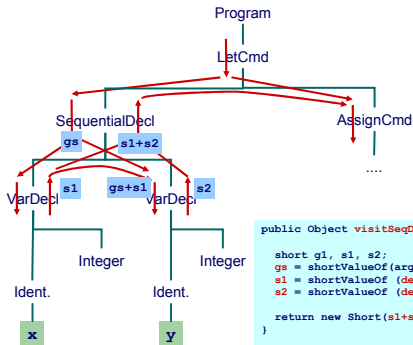 Program
LetCmd
SequentialDecl
AssignCmd
gs
s1+s2
....
VarDecl
s1
gs+s1
VarDecl
s2
Integer
Integer
Ident.
Ident.
x
y
public Object visitSeqD
short g1, s1, s2;
gs = shortValueOf(arg
s1 = shortValueOf (de
s2 = shortValueOf (de
return new Short(s1+s
}